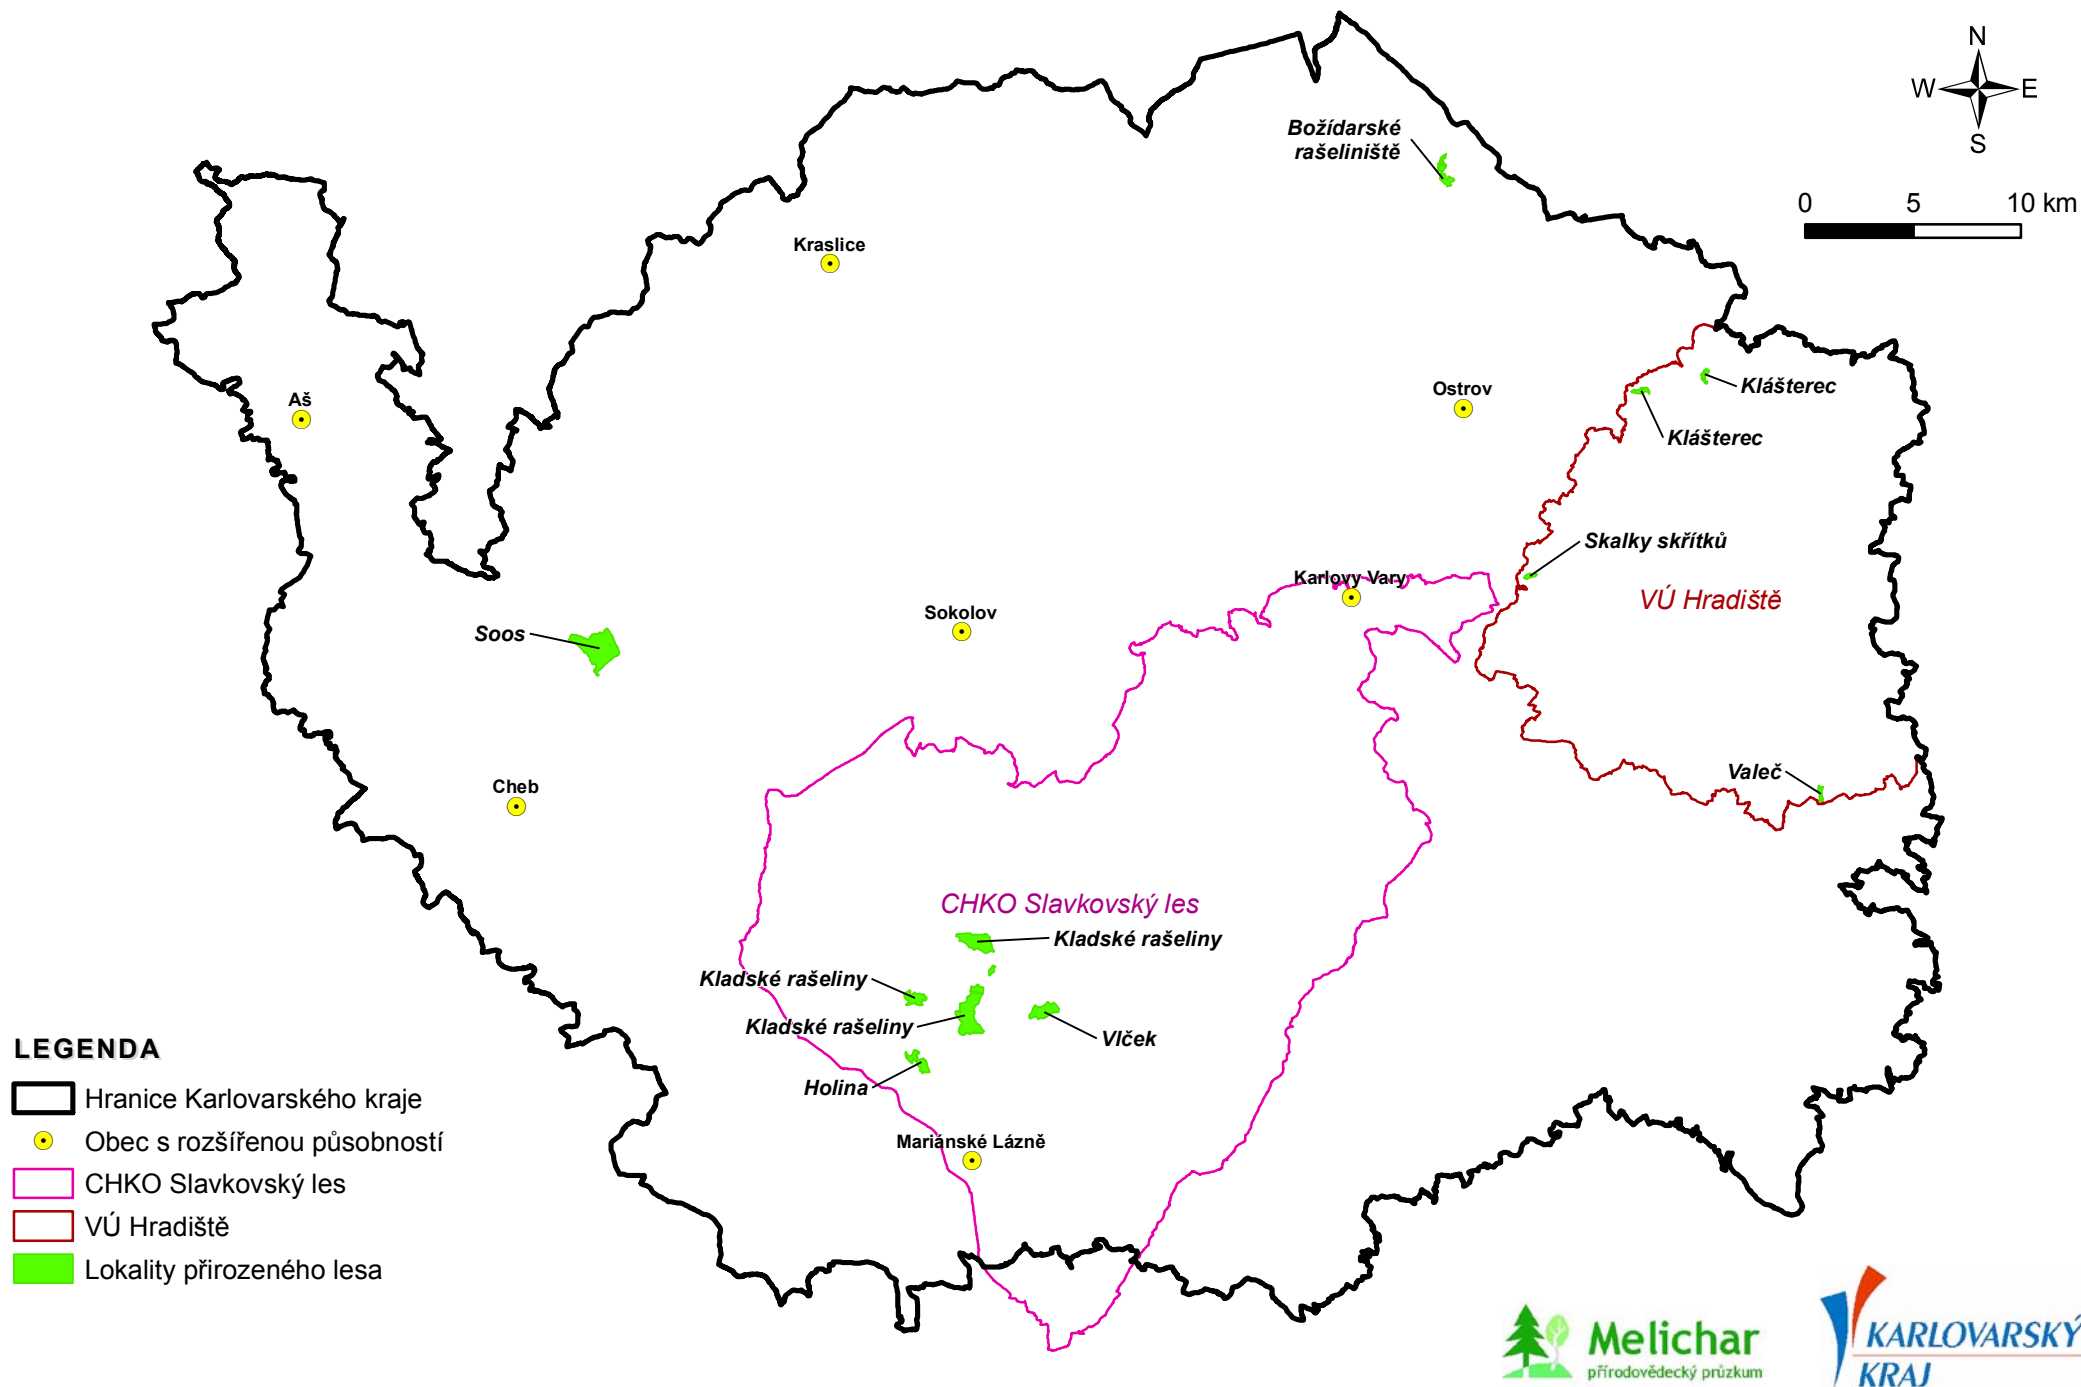 N
W E
S
0 5 10 km
Božídarské
rašeliniště
Kraslice
Aš
Ostrov
Klášterec
Klášterec
Skalky skřítků
Karlovy Vary
VÚ Hradiště
Sokolov
Soos
Cheb
Valeč
CHKO Slavkovský les
Kladské rašeliny
Kladské rašeliny
Kladské rašeliny
Vlček
Holina
Mariánské Lázně
LEGENDA
Hranice Karlovarského kraje
Obec s rozšířenou působností
CHKO Slavkovský les
VÚ Hradiště
Lokality přirozeného lesa
Melichar
přírodovědecký průzkum
KARLOVARSKÝ
KRAJ